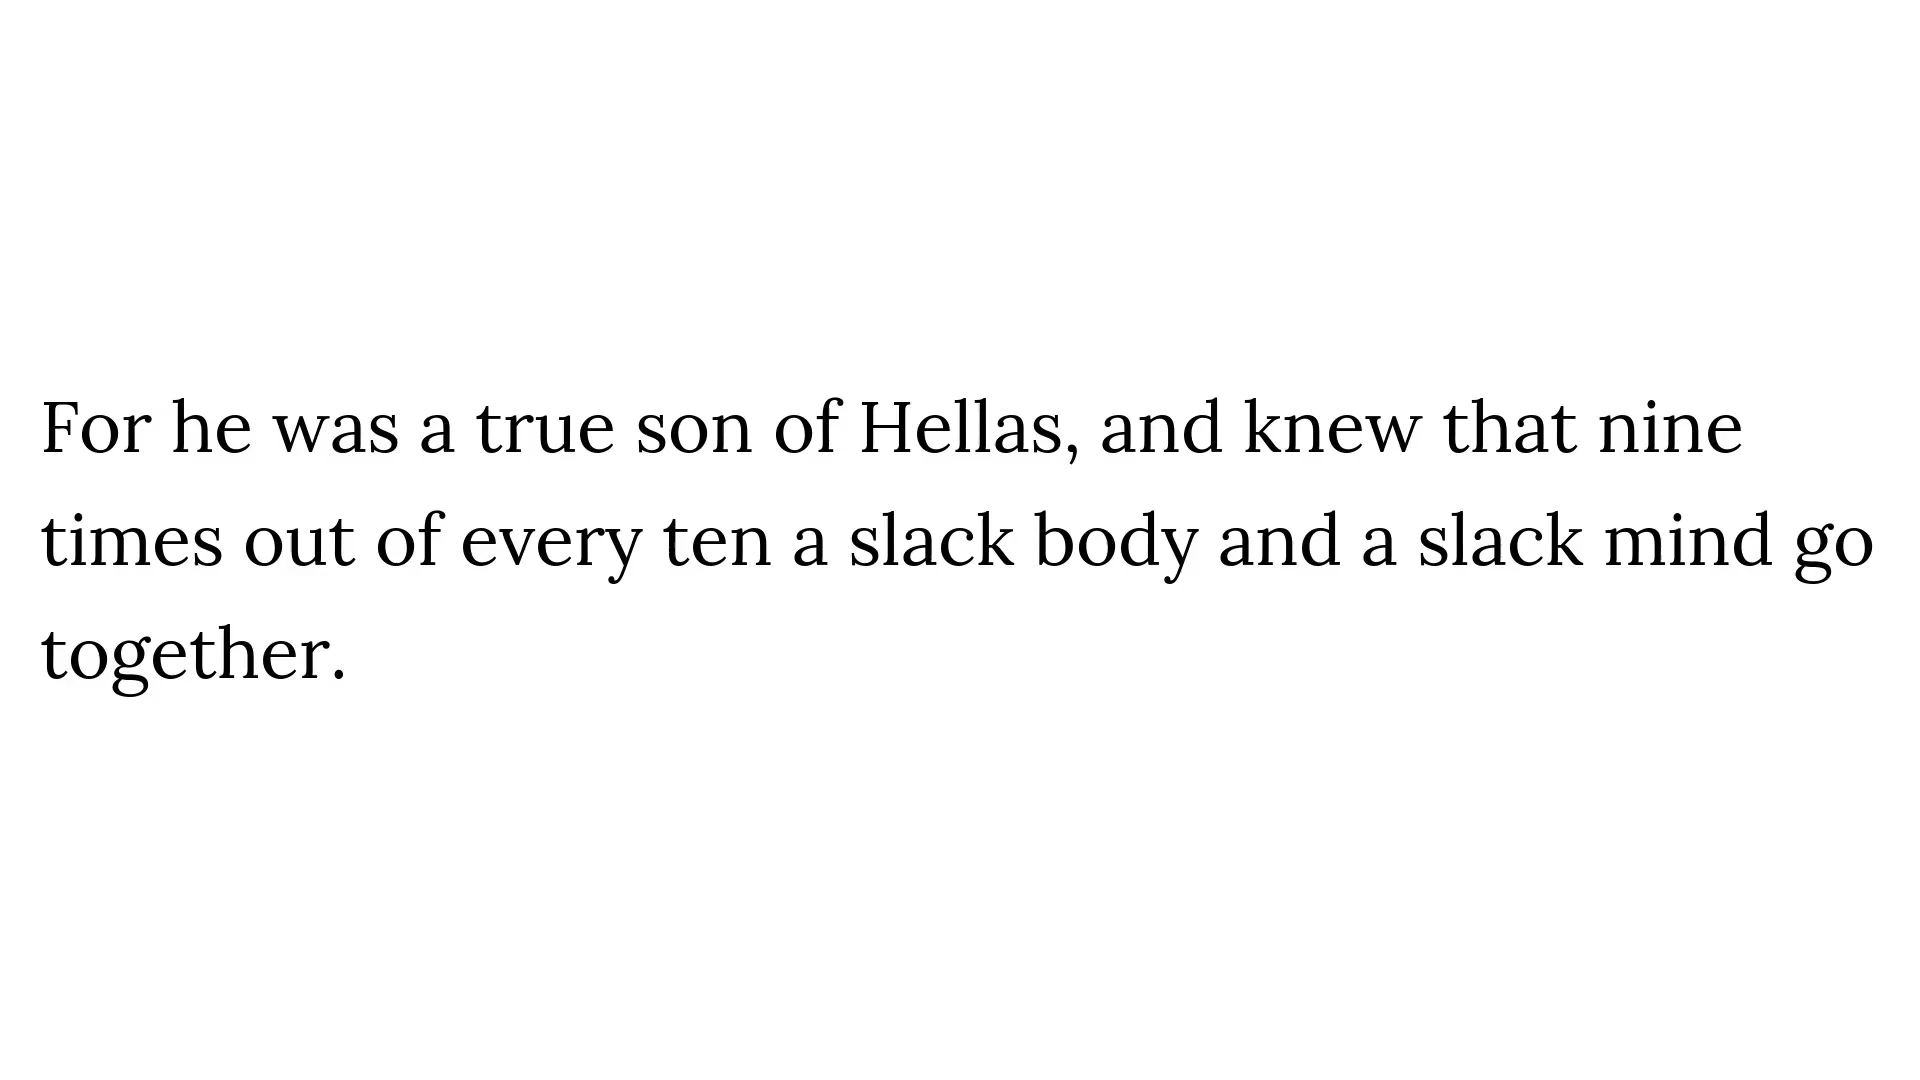 For he was a true son of Hellas, and knew that nine
times out of every ten a slack body and a slack mind go
together.